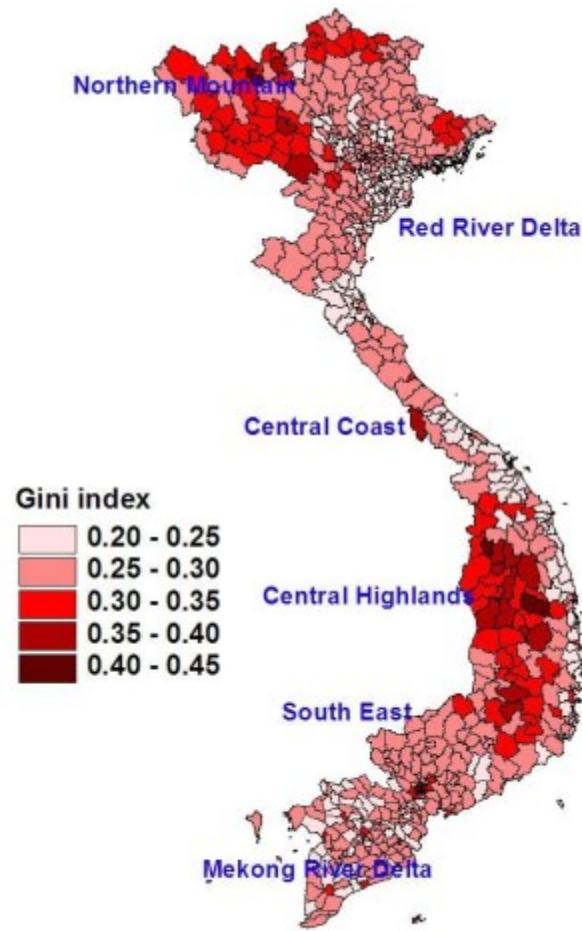 Northern Mountain
Red River Delta
Central Coast
Gini index
0.20 - 0.25
0.25 - 0.30
0.30 - 0.35
0.35 - 0.40
0.40 - 0.45
Central Highlands
South East
Mekong River Delta